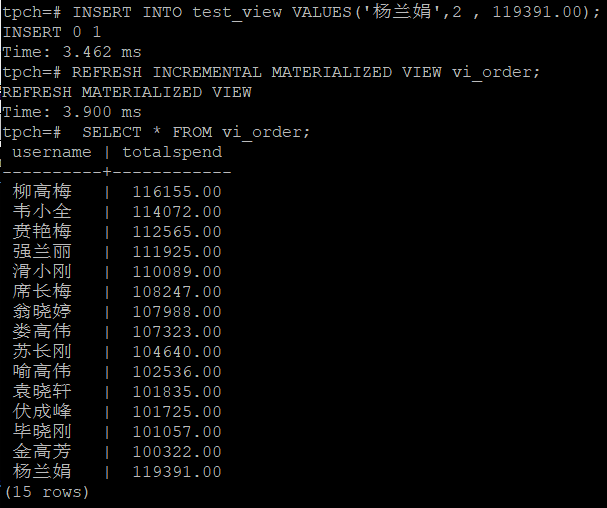 tpch=# INSERT INTO test_view VALUES('杨兰娟',2 , 119391.00);
INSERT 0 1
Time: 3.462 ms
tpch=# REFRESH INCREMENTAL MATERIALIZED VIEW vi_order;
REFRESH MATERIALIZED VIEW
Time: 3.900 ms
tpch=#  SELECT * FROM vi_order;
 username | totalspend
----------+------------
 柳高梅   |  116155.00
 韦小全   |  114072.00
 贲艳梅   |  112565.00
 强兰丽   |  111925.00
 滑小刚   |  110089.00
 席长梅   |  108247.00
 翁晓婷   |  107988.00
 娄高伟   |  107323.00
 苏长刚   |  104640.00
 喻高伟   |  102536.00
 袁晓轩   |  101835.00
 伏成峰   |  101725.00
 毕晓刚   |  101057.00
 金高芳   |  100322.00
 杨兰娟   |  119391.00
(15 rows)